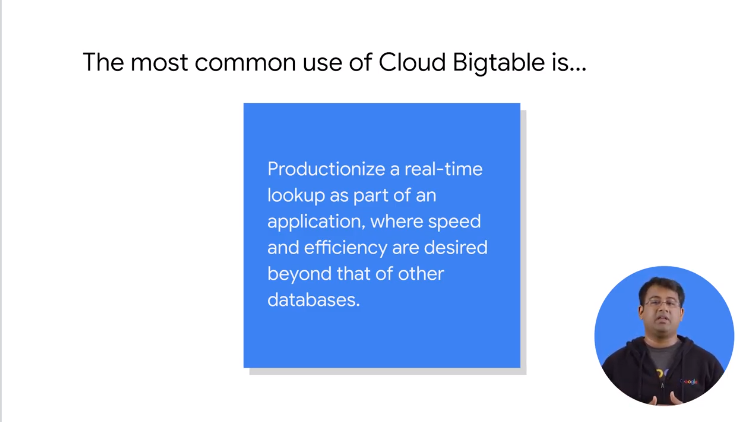 The most common use of Cloud Bigtable is...
Productionize a real-time
lookup as part of an
application, where speed
and efficiency are desired
beyond that of other
databases.